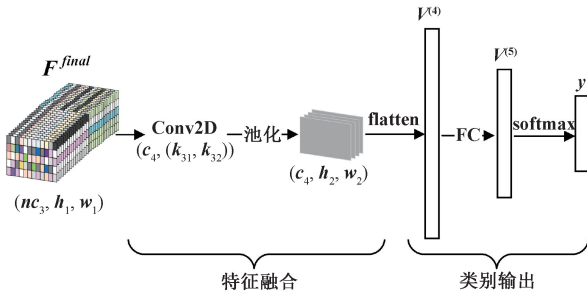 F^final
(nc₃, h₁, w₁)
Conv2D
(c₄, (k₃₁, k₃₂))
池化
(c₄, h₂, w₂)
flatten
V⁽⁴⁾
FC
V⁽⁵⁾
softmax
y
特征融合
类别输出